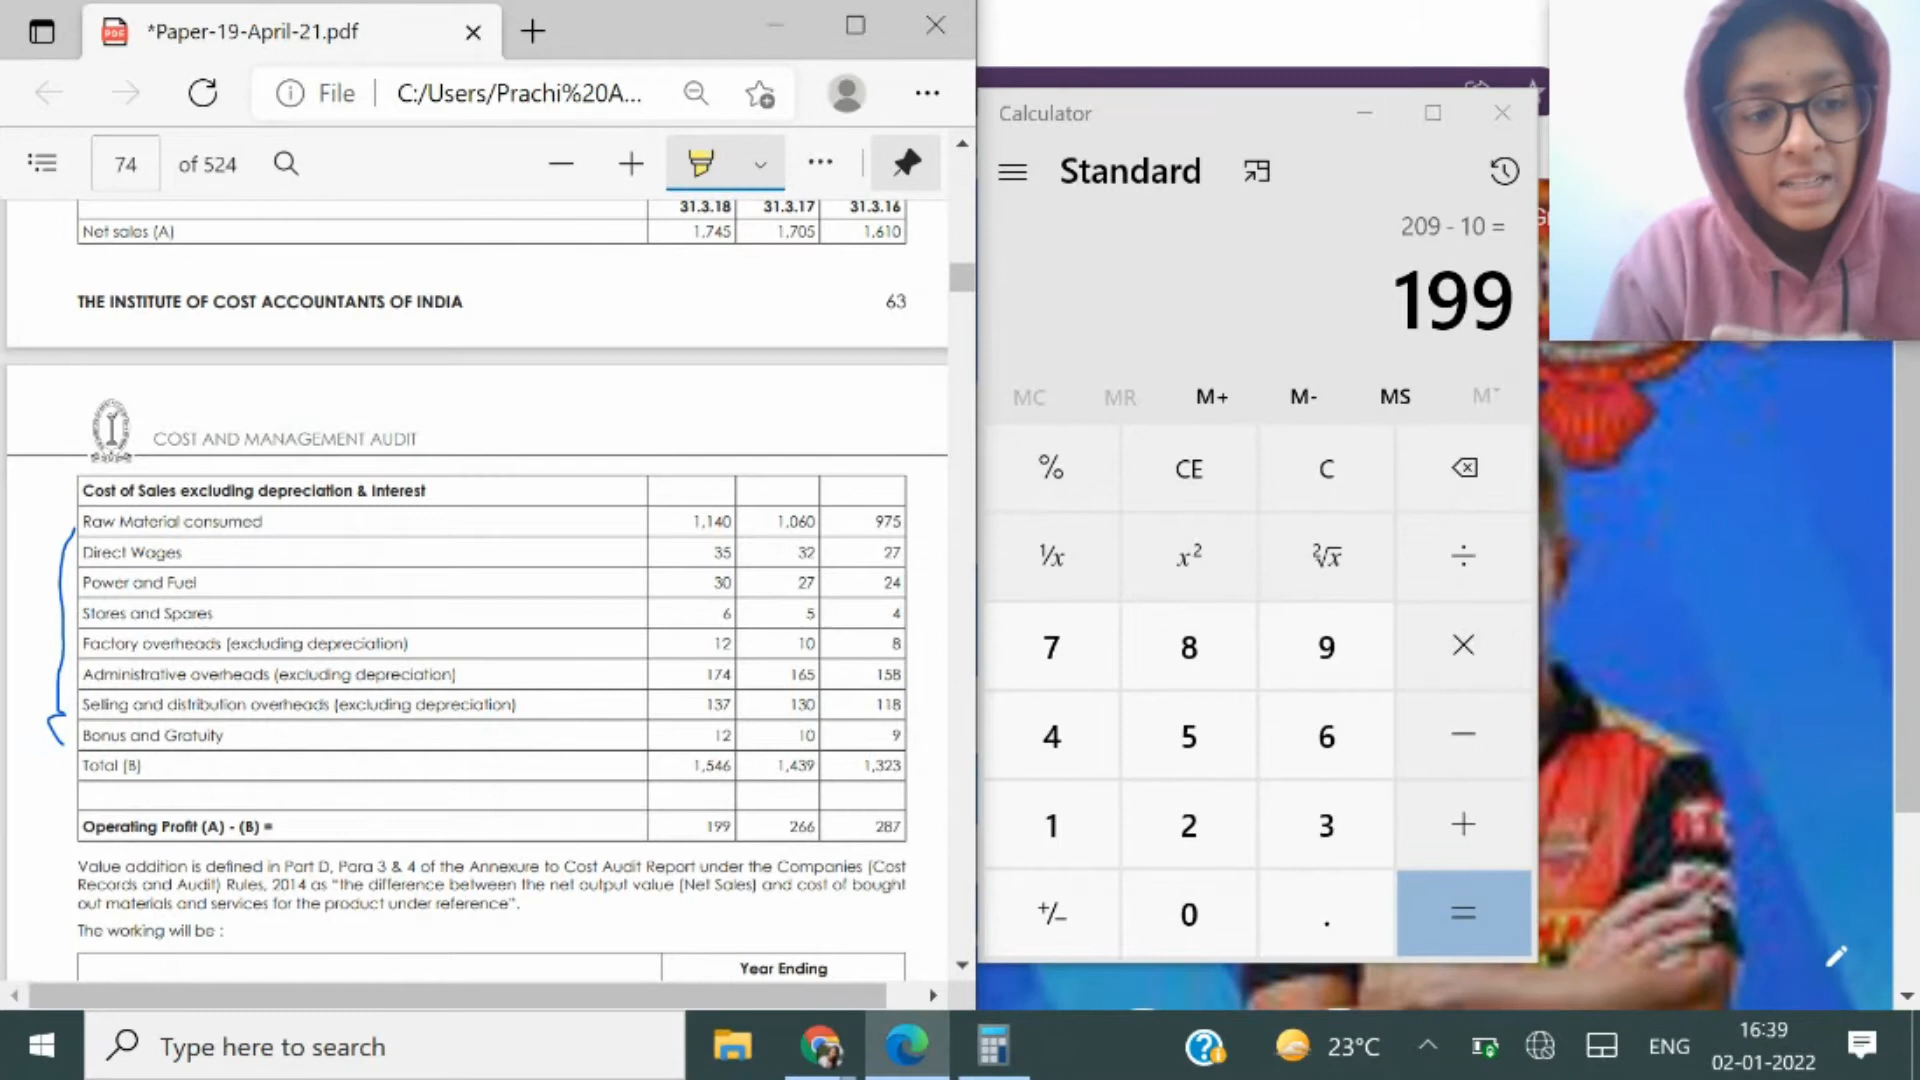 *Paper-19-April-21.pdf
File C:/Users/Prachi%20A...
74 of 524
31.3.18 31.3.17 31.3.16
Net sales (A) 1,745 1,705 1,610
THE INSTITUTE OF COST ACCOUNTANTS OF INDIA 63
COST AND MANAGEMENT AUDIT
Cost of Sales excluding depreciation & Interest
Raw Material consumed 1,140 1,060 975
Direct Wages 35 32 27
Power and Fuel 30 27 24
Stores and Spares 6 5 4
Factory overheads (excluding depreciation) 12 10 8
Administrative overheads (excluding depreciation) 174 165 158
Selling and distribution overheads (excluding depreciation) 137 130 118
Bonus and Gratuity 12 10 9
Total (B) 1,546 1,439 1,323
Operating Profit (A) - (B) = 199 266 287
Value addition is defined in Part D, Para 3 & 4 of the Annexure to Cost Audit Report under the Companies (Cost
Records and Audit) Rules, 2014 as "the difference between the net output value (Net Sales) and cost of bought
out materials and services for the product under reference".
The working will be :
Year Ending
Calculator
Standard
209 - 10 =
199
MC MR M+ M- MS M˅
% CE C
¹/x x² ²√x ÷
7 8 9 ×
4 5 6 −
1 2 3 +
+/− 0 . =
Type here to search
23°C ENG 16:39
02-01-2022